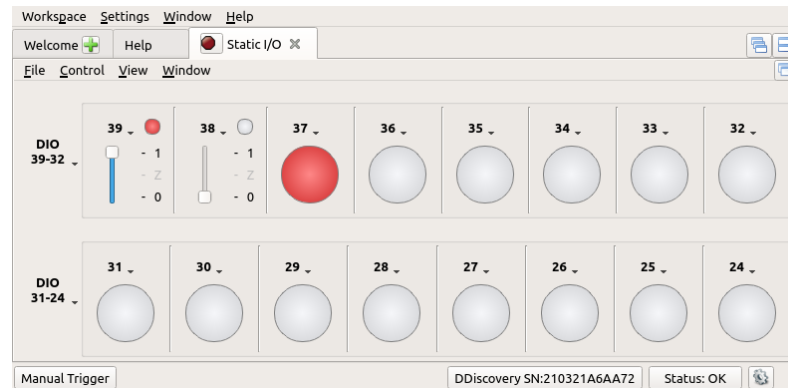 Workspace Settings Window Help
Welcome Help Static I/O
File Control View Window
39 38 37 36 35 34 33 32
DIO
39-32
- 1 - 1
- Z - Z
- 0 - 0
31 30 29 28 27 26 25 24
DIO
31-24
Manual Trigger DDiscovery SN:210321A6AA72 Status: OK